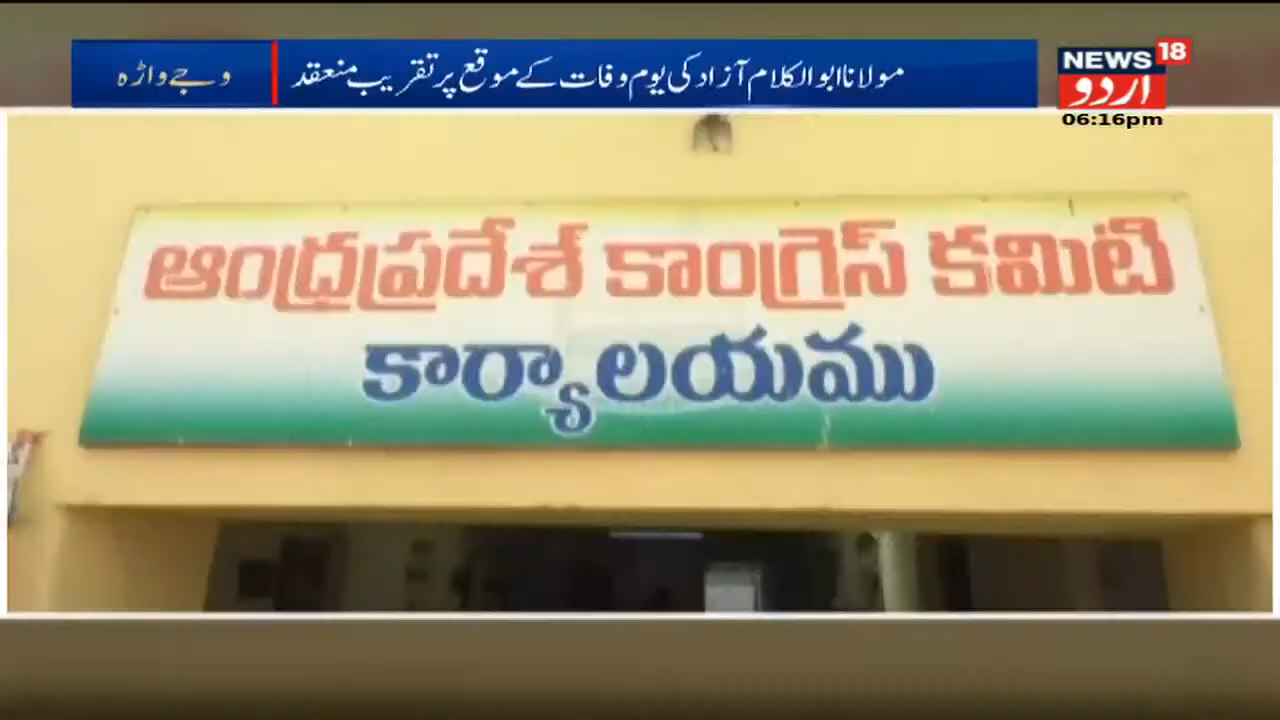 وجے واڑہ
مولانا ابوالکلام آزاد کی یوم وفات کے موقع پر تقریب منعقد
NEWS 18
اردو
06:16pm
ఆంధ్రప్రదేశ్ కాంగ్రెస్ కమిటి
కార్యాలయము